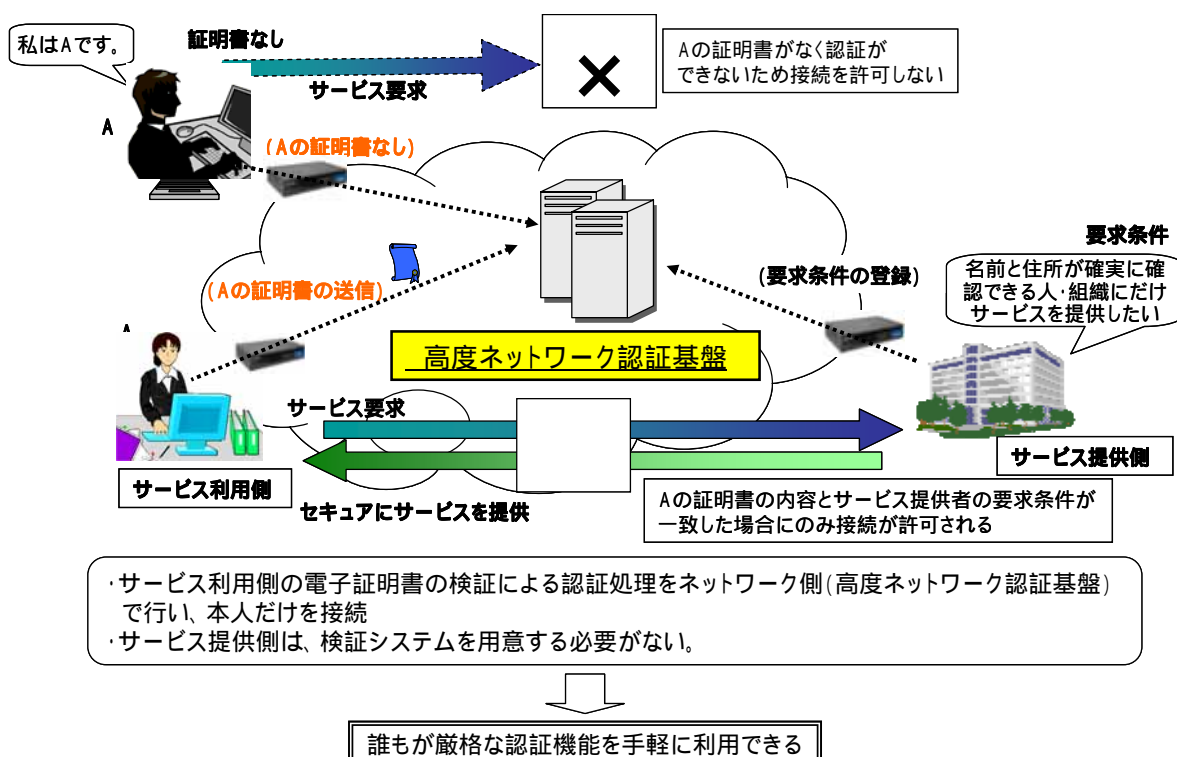 私はAです。
証明書なし
サービス要求
×
Aの証明書がなく認証が
できないため接続を許可しない
A
(Aの証明書なし)
要求条件
名前と住所が確実に確
認できる人・組織にだけ
サービスを提供したい
(要求条件の登録)
(Aの証明書の送信)
A
高度ネットワーク認証基盤
サービス要求
サービス利用側
サービス提供側
セキュアにサービスを提供
Aの証明書の内容とサービス提供者の要求条件が
一致した場合にのみ接続が許可される
・サービス利用側の電子証明書の検証による認証処理をネットワーク側(高度ネットワーク認証基盤)
で行い、本人だけを接続
・サービス提供側は、検証システムを用意する必要がない。
誰もが厳格な認証機能を手軽に利用できる